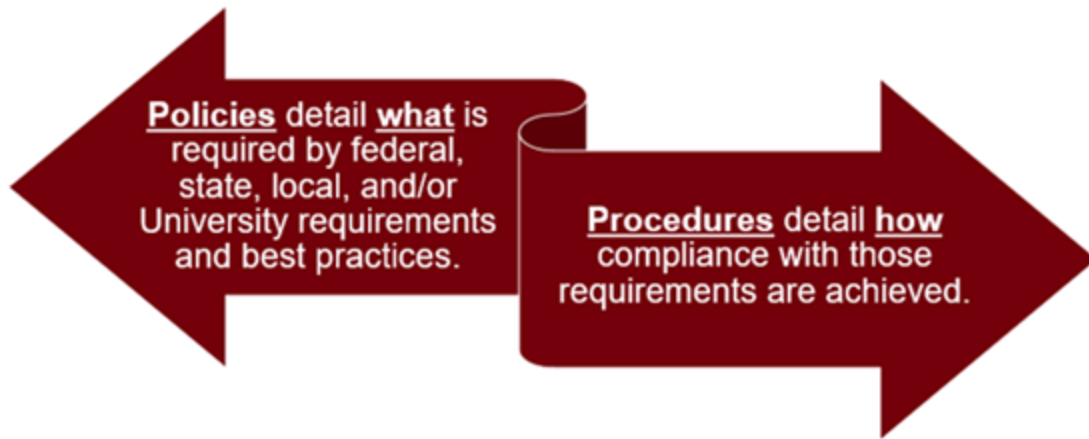 Policies detail what is
required by federal,
state, local, and/or
University requirements
and best practices.
Procedures detail how
compliance with those
requirements are achieved.